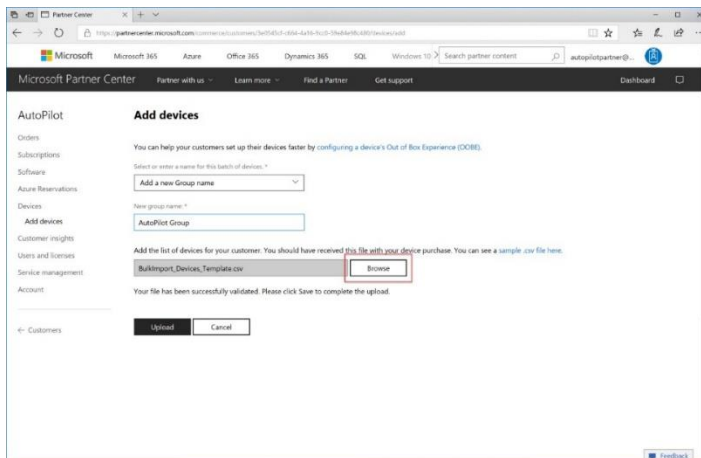 Partner Center
Microsoft Microsoft 365 Azure Office 365 Dynamics 365 SQL Windows 10 Search partner content autopilotpartner@...
Microsoft Partner Center Partner with us Learn more Find a Partner Get support Dashboard
AutoPilot
Orders
Subscriptions
Software
Azure Reservations
Devices
Add devices
Customer insights
Users and licenses
Service management
Account
← Customers
Add devices
You can help your customers set up their devices faster by configuring a device's Out of Box Experience (OOBE).
Select or enter a name for this batch of devices. *
Add a new Group name
New group name: *
AutoPilot Group
Add the list of devices for your customer. You should have received this file with your device purchase. You can see a sample .csv file here.
BulkImport_Devices_Template.csv Browse
Your file has been successfully validated. Please click Save to complete the upload.
Upload Cancel
Feedback